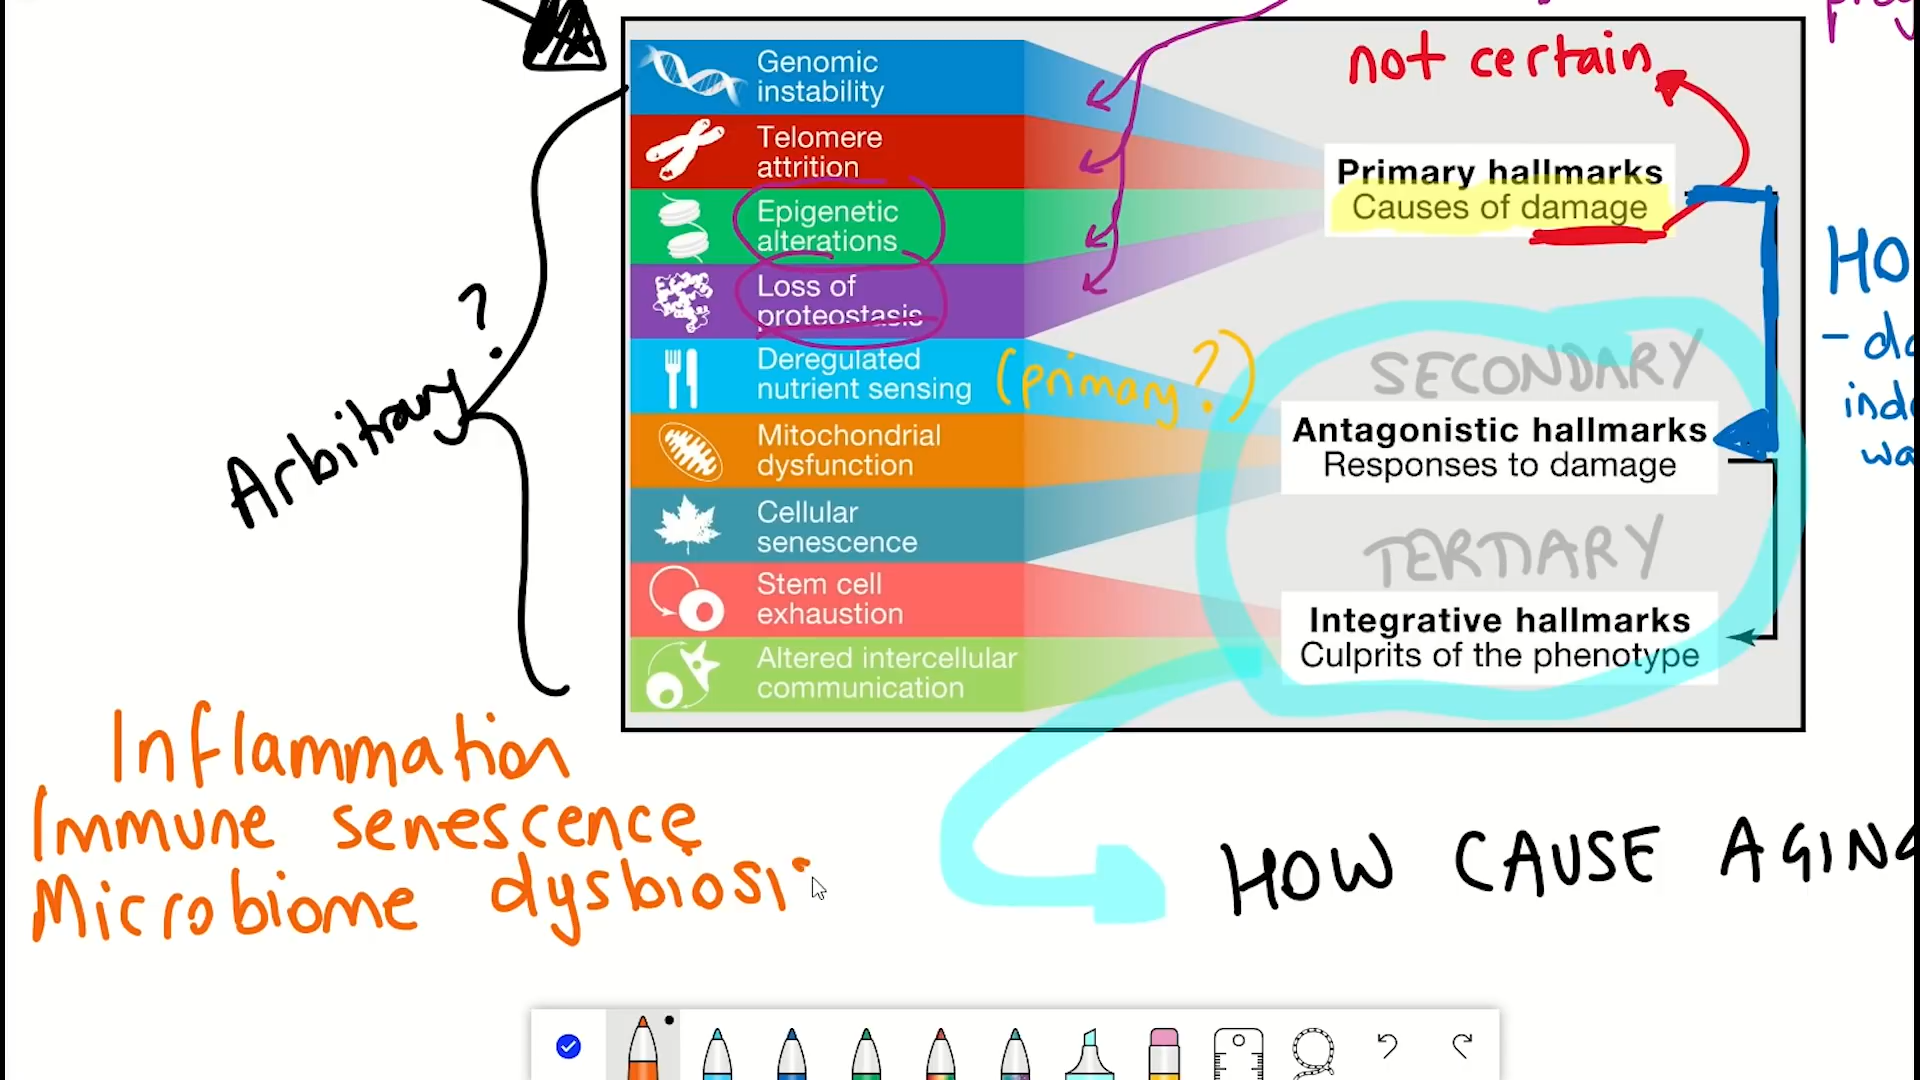 not certain
Genomic
instability
Telomere
attrition
Epigenetic
alterations
Loss of
proteostasis
Deregulated
nutrient sensing
(primary?)
Mitochondrial
dysfunction
Cellular
senescence
Stem cell
exhaustion
Altered intercellular
communication
Primary hallmarks
Causes of damage
SECONDARY
Antagonistic hallmarks
Responses to damage
TERTIARY
Integrative hallmarks
Culprits of the phenotype
Arbitrary?
Inflammation
Immune senescence
Microbiome dysbiosi
HOW CAUSE AGING